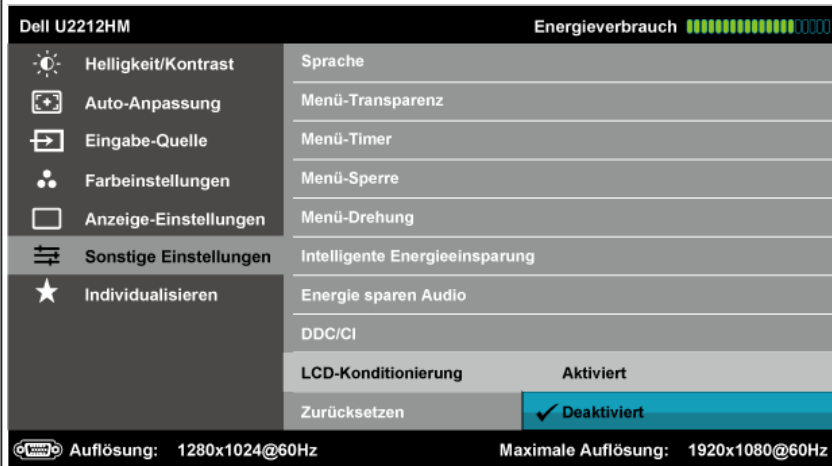 Dell U2212HM Energieverbrauch
Helligkeit/Kontrast Sprache
Auto-Anpassung Menü-Transparenz
Eingabe-Quelle Menü-Timer
Farbeinstellungen Menü-Sperre
Anzeige-Einstellungen Menü-Drehung
Sonstige Einstellungen Intelligente Energieeinsparung
Individualisieren Energie sparen Audio
DDC/CI
LCD-Konditionierung Aktiviert
Zurücksetzen Deaktiviert
Auflösung: 1280x1024@60Hz Maximale Auflösung: 1920x1080@60Hz